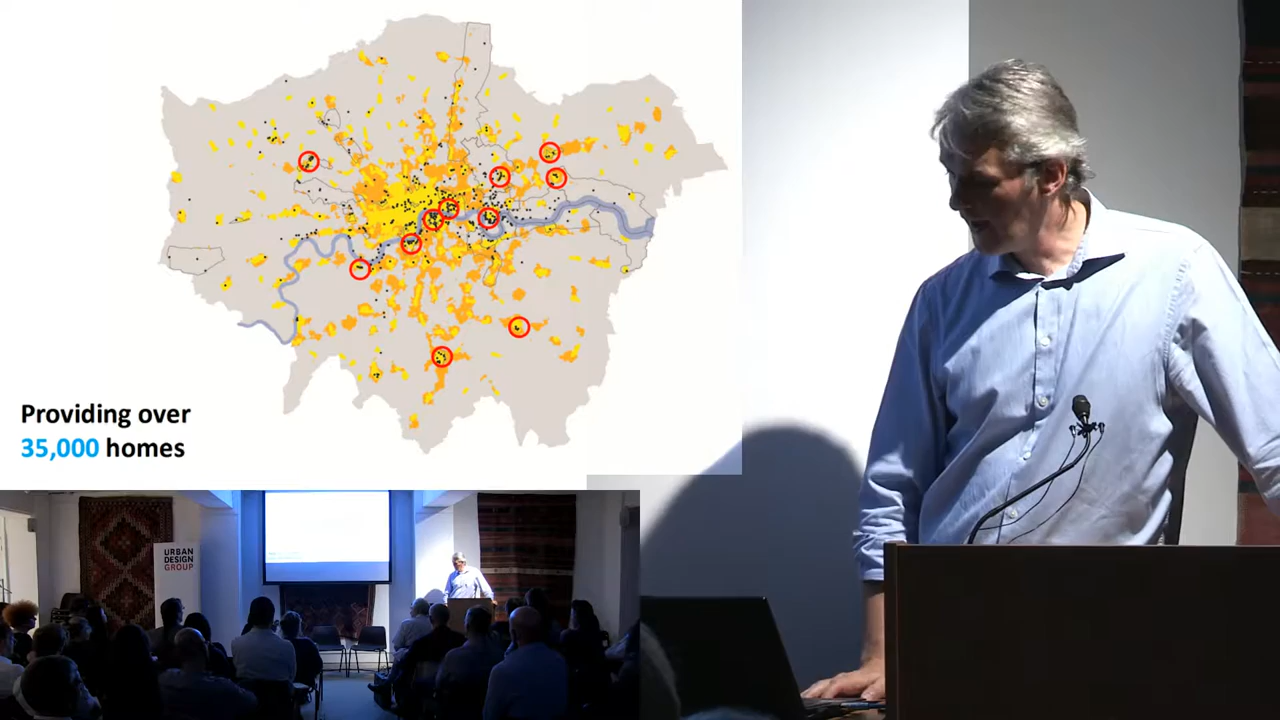 Providing over
35,000 homes
URBAN
DESIGN
GROUP